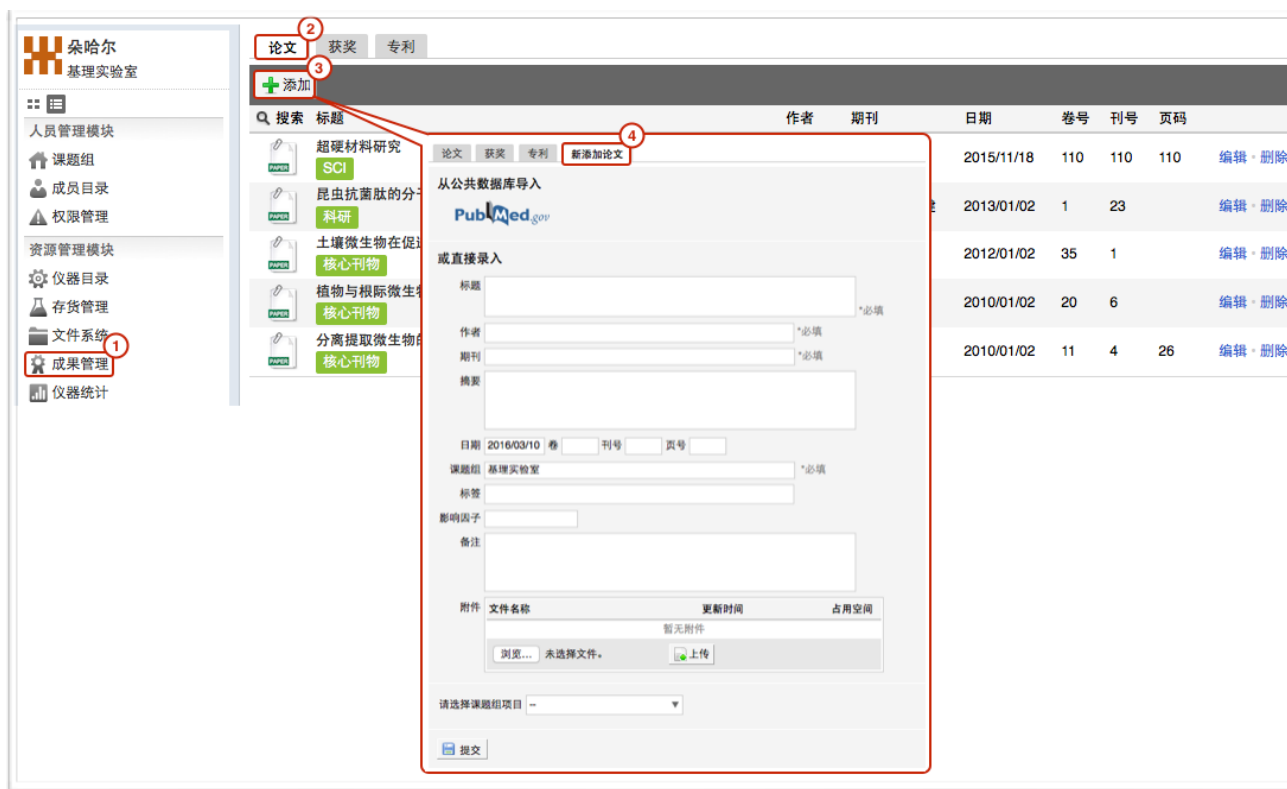 朵哈尔
基理实验室
人员管理模块
课题组
成员目录
权限管理
资源管理模块
仪器目录
存货管理
文件系统
1
成果管理
仪器统计
2
论文 获奖 专利
3
添加
搜索 标题 作者 期刊 日期 卷号 刊号 页码
PAPER 超硬材料研究 SCI 2015/11/18 110 110 110 编辑 删除
PAPER 昆虫抗菌肽的分 科研 2013/01/02 1 23 编辑 删除
PAPER 土壤微生物在促 核心刊物 2012/01/02 35 1 编辑 删除
PAPER 植物与根际微生 核心刊物 2010/01/02 20 6 编辑 删除
PAPER 分离提取微生物 核心刊物 2010/01/02 11 4 26 编辑 删除
4
论文 获奖 专利 新添加论文
从公共数据库导入
PubMed.gov
或直接录入
标题 *必填
作者 *必填
期刊 *必填
摘要
日期 2016/03/10 卷 刊号 页号
课题组 基理实验室 *必填
标签
影响因子
备注
附件 文件名称 更新时间 占用空间
暂无附件
浏览... 未选择文件。 上传
请选择课题组项目 --
提交